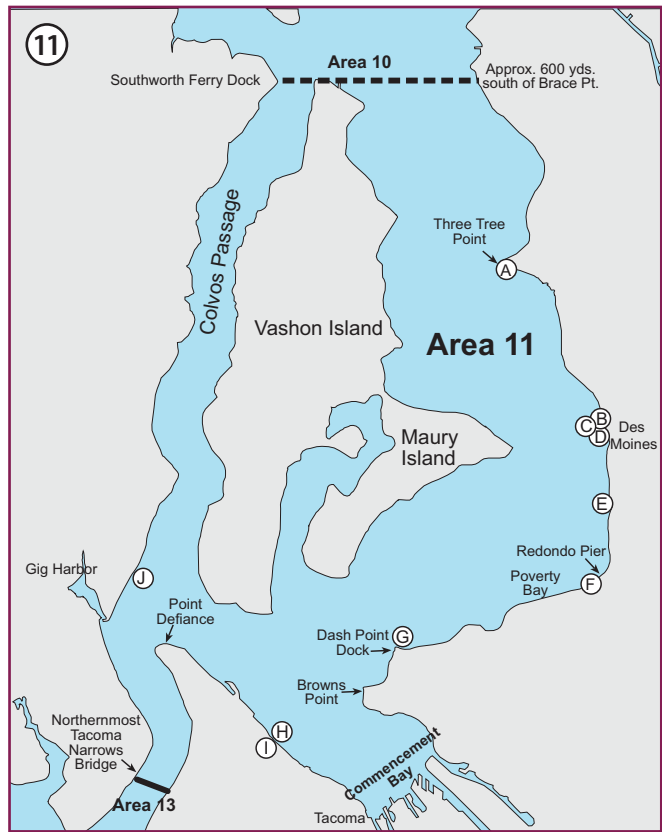 11
Area 10
Southworth Ferry Dock
Approx. 600 yds.
south of Brace Pt.
Colvos Passage
Three Tree
Point
A
Vashon Island
Area 11
B
C
D
Des
Moines
Maury
Island
E
Redondo Pier
Gig Harbor
J
Poverty
Bay
F
Point
Defiance
Dash Point
Dock
G
Browns
Point
Northernmost
Tacoma
Narrows
Bridge
H
I
Commencement
Bay
Area 13
Tacoma